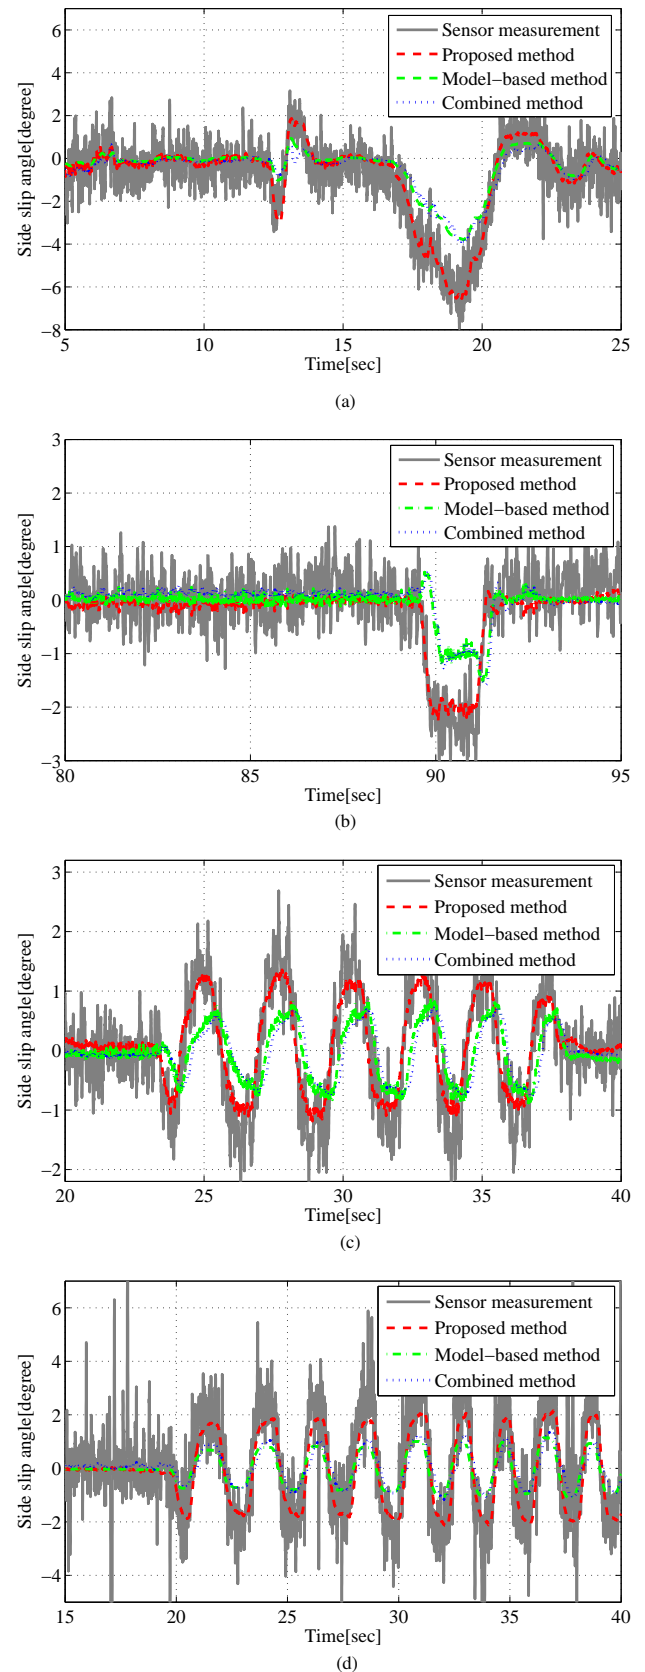 6
4
2
0
−2
−4
−6
−8
Side slip angle[degree]
Sensor measurement
Proposed method
Model−based method
Combined method
5
10
15
20
25
Time[sec]
(a)
3
2
1
0
−1
−2
−3
Side slip angle[degree]
Sensor measurement
Proposed method
Model−based method
Combined method
80
85
90
95
Time[sec]
(b)
3
2
1
0
−1
−2
Side slip angle[degree]
Sensor measurement
Proposed method
Model−based method
Combined method
20
25
30
35
40
Time[sec]
(c)
6
4
2
0
−2
−4
Side slip angle[degree]
Sensor measurement
Proposed method
Model−based method
Combined method
15
20
25
30
35
40
Time[sec]
(d)